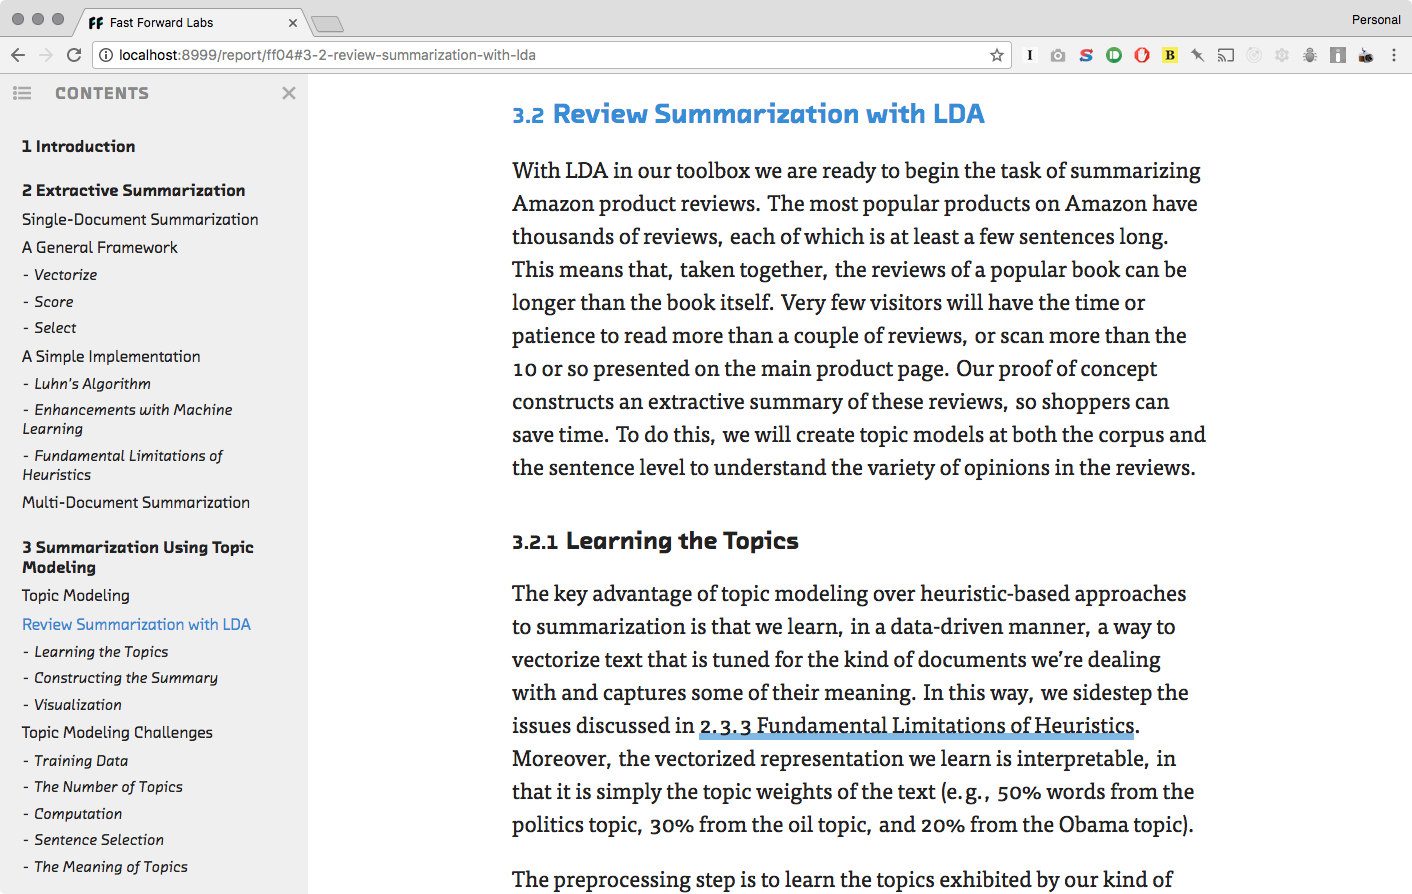 Fast Forward Labs
Personal
localhost:8999/report/ff04#3-2-review-summarization-with-lda
CONTENTS
1 Introduction
2 Extractive Summarization
Single-Document Summarization
A General Framework
- Vectorize
- Score
- Select
A Simple Implementation
- Luhn's Algorithm
- Enhancements with Machine
Learning
- Fundamental Limitations of
Heuristics
Multi-Document Summarization
3 Summarization Using Topic
Modeling
Topic Modeling
Review Summarization with LDA
- Learning the Topics
- Constructing the Summary
- Visualization
Topic Modeling Challenges
- Training Data
- The Number of Topics
- Computation
- Sentence Selection
- The Meaning of Topics
3.2 Review Summarization with LDA
With LDA in our toolbox we are ready to begin the task of summarizing
Amazon product reviews. The most popular products on Amazon have
thousands of reviews, each of which is at least a few sentences long.
This means that, taken together, the reviews of a popular book can be
longer than the book itself. Very few visitors will have the time or
patience to read more than a couple of reviews, or scan more than the
10 or so presented on the main product page. Our proof of concept
constructs an extractive summary of these reviews, so shoppers can
save time. To do this, we will create topic models at both the corpus and
the sentence level to understand the variety of opinions in the reviews.
3.2.1 Learning the Topics
The key advantage of topic modeling over heuristic-based approaches
to summarization is that we learn, in a data-driven manner, a way to
vectorize text that is tuned for the kind of documents we're dealing
with and captures some of their meaning. In this way, we sidestep the
issues discussed in 2.3.3 Fundamental Limitations of Heuristics.
Moreover, the vectorized representation we learn is interpretable, in
that it is simply the topic weights of the text (e.g., 50% words from the
politics topic, 30% from the oil topic, and 20% from the Obama topic).
The preprocessing step is to learn the topics exhibited by our kind of